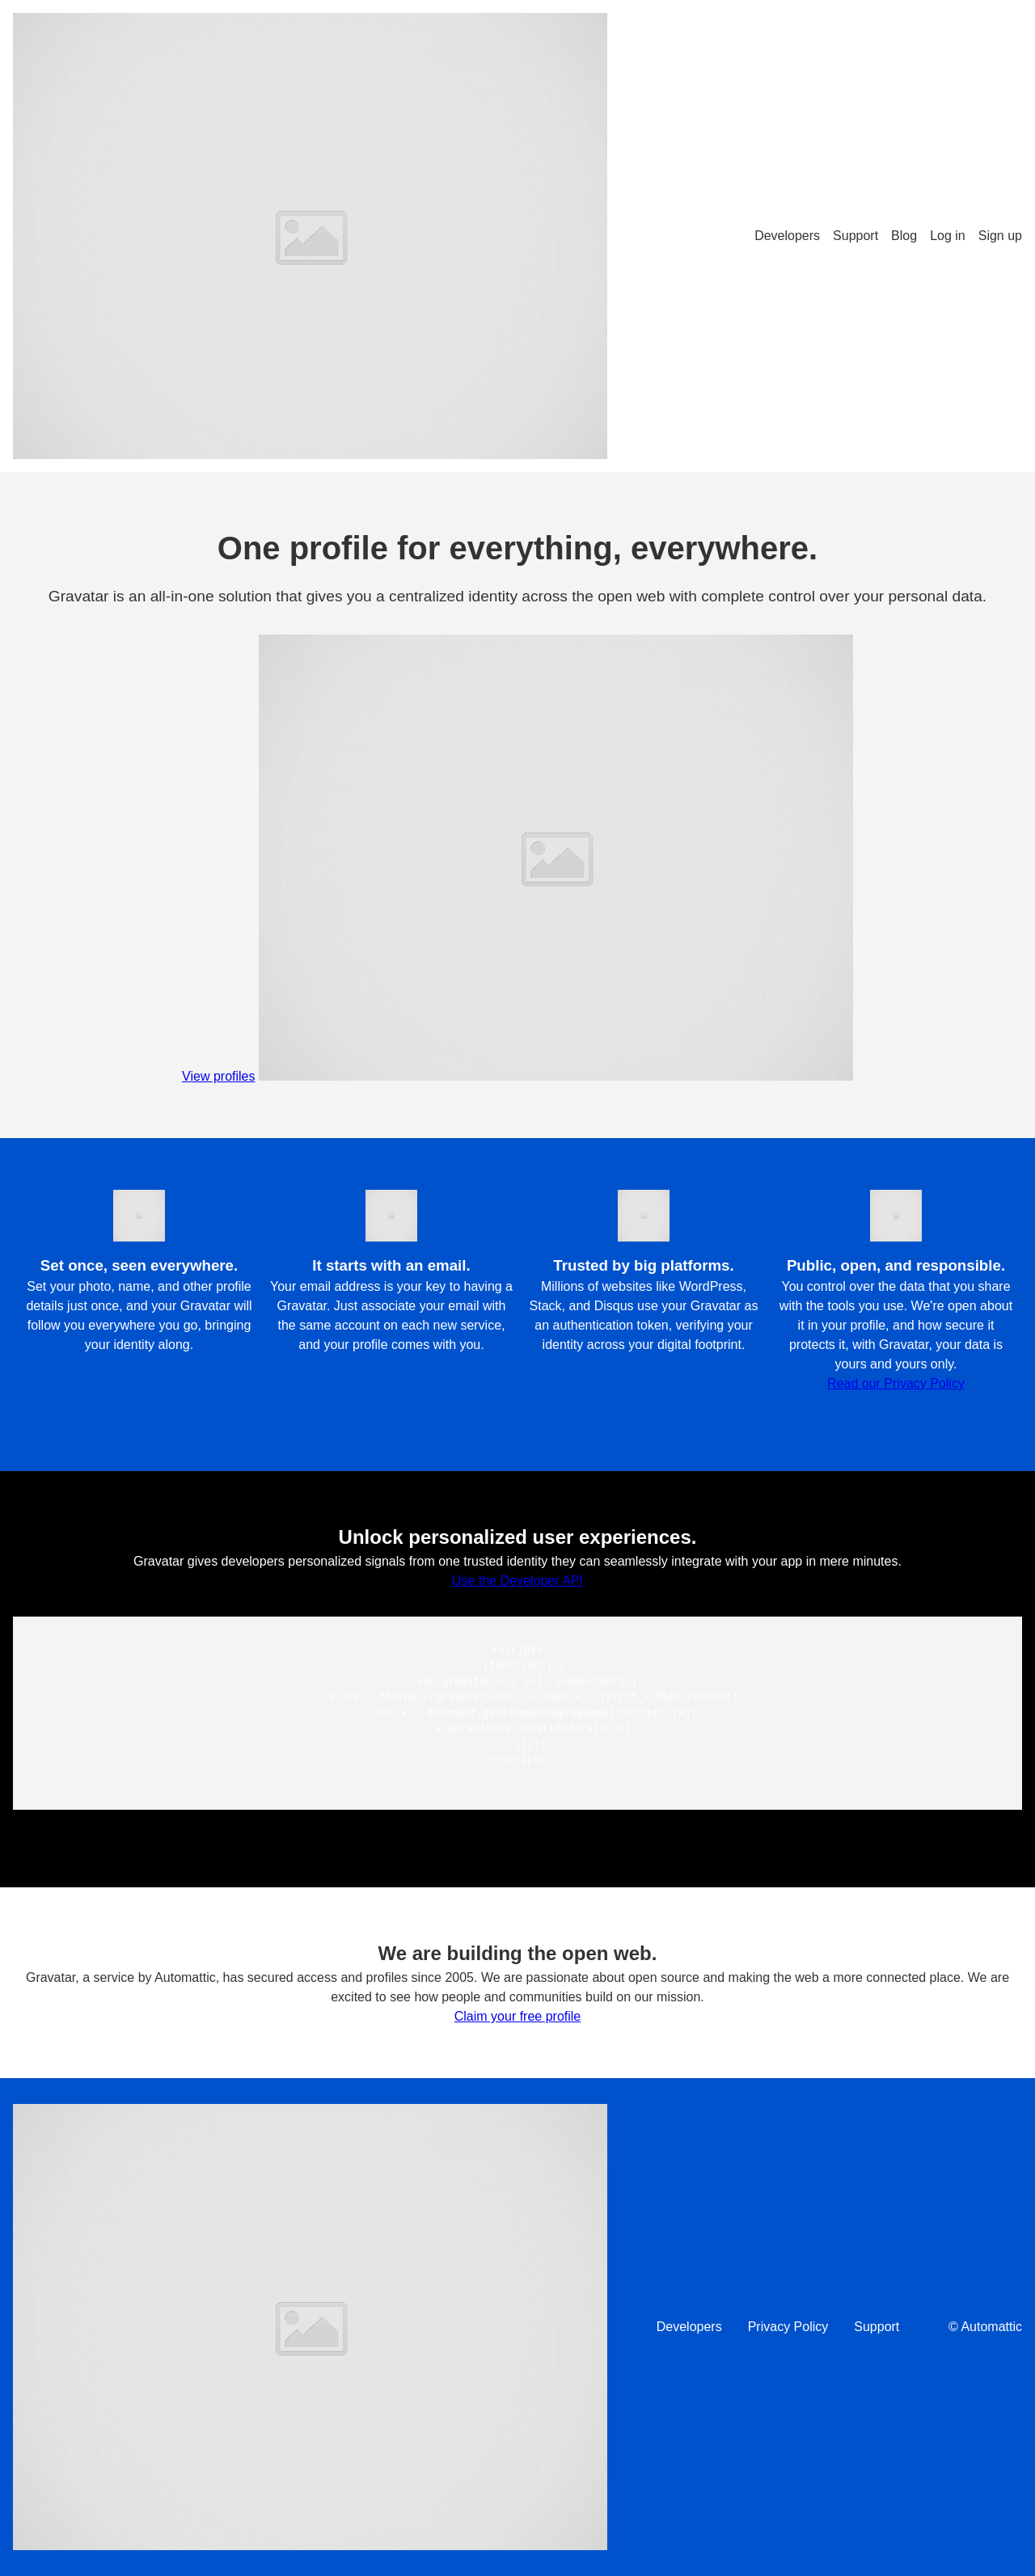 Developers Support Blog Log in Sign up
One profile for everything, everywhere.
Gravatar is an all-in-one solution that gives you a centralized identity across the open web with complete control over your personal data.
View profiles
Set once, seen everywhere.
Set your photo, name, and other profile
details just once, and your Gravatar will
follow you everywhere you go, bringing
your identity along.
It starts with an email.
Your email address is your key to having a
Gravatar. Just associate your email with
the same account on each new service,
and your profile comes with you.
Trusted by big platforms.
Millions of websites like WordPress,
Stack, and Disqus use your Gravatar as
an authentication token, verifying your
identity across your digital footprint.
Public, open, and responsible.
You control over the data that you share
with the tools you use. We're open about
it in your profile, and how secure it
protects it, with Gravatar, your data is
yours and yours only.
Read our Privacy Policy
Unlock personalized user experiences.
Gravatar gives developers personalized signals from one trusted identity they can seamlessly integrate with your app in mere minutes.
Use the Developer API
<script>
(function() {
</script>
We are building the open web.
Gravatar, a service by Automattic, has secured access and profiles since 2005. We are passionate about open source and making the web a more connected place. We are
excited to see how people and communities build on our mission.
Claim your free profile
Developers Privacy Policy Support © Automattic